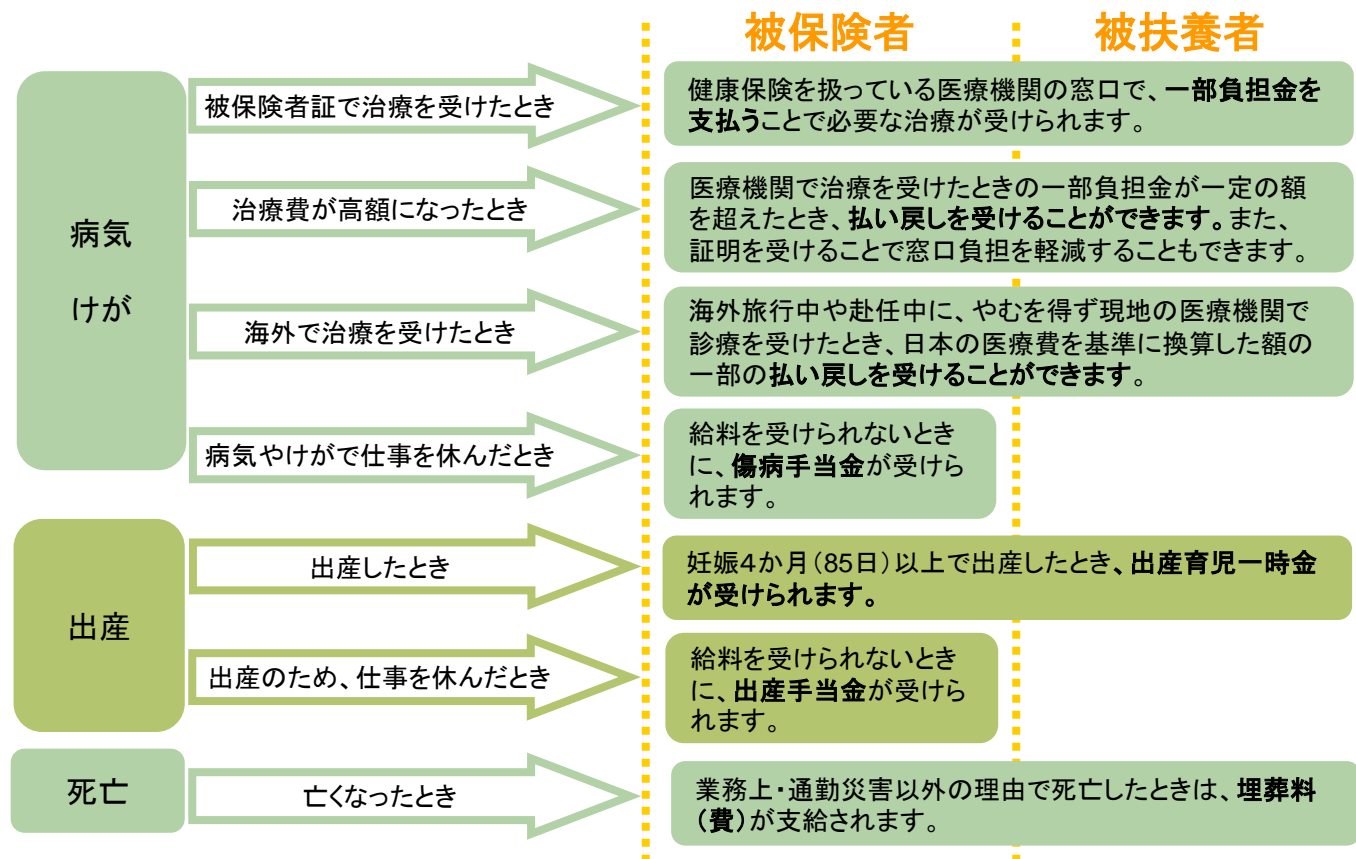 被保険者
被扶養者
病気
けが
被保険者証で治療を受けたとき
健康保険を扱っている医療機関の窓口で、一部負担金を
支払うことで必要な治療が受けられます。
治療費が高額になったとき
医療機関で治療を受けたときの一部負担金が一定の額
を超えたとき、払い戻しを受けることができます。また、
証明を受けることで窓口負担を軽減することもできます。
海外で治療を受けたとき
海外旅行中や赴任中に、やむを得ず現地の医療機関で
診療を受けたとき、日本の医療費を基準に換算した額の
一部の払い戻しを受けることができます。
病気やけがで仕事を休んだとき
給料を受けられないとき
に、傷病手当金が受けら
れます。
出産
出産したとき
妊娠4か月(85日)以上で出産したとき、出産育児一時金
が受けられます。
出産のため、仕事を休んだとき
給料を受けられないとき
に、出産手当金が受けら
れます。
死亡
亡くなったとき
業務上・通勤災害以外の理由で死亡したときは、埋葬料
(費)が支給されます。